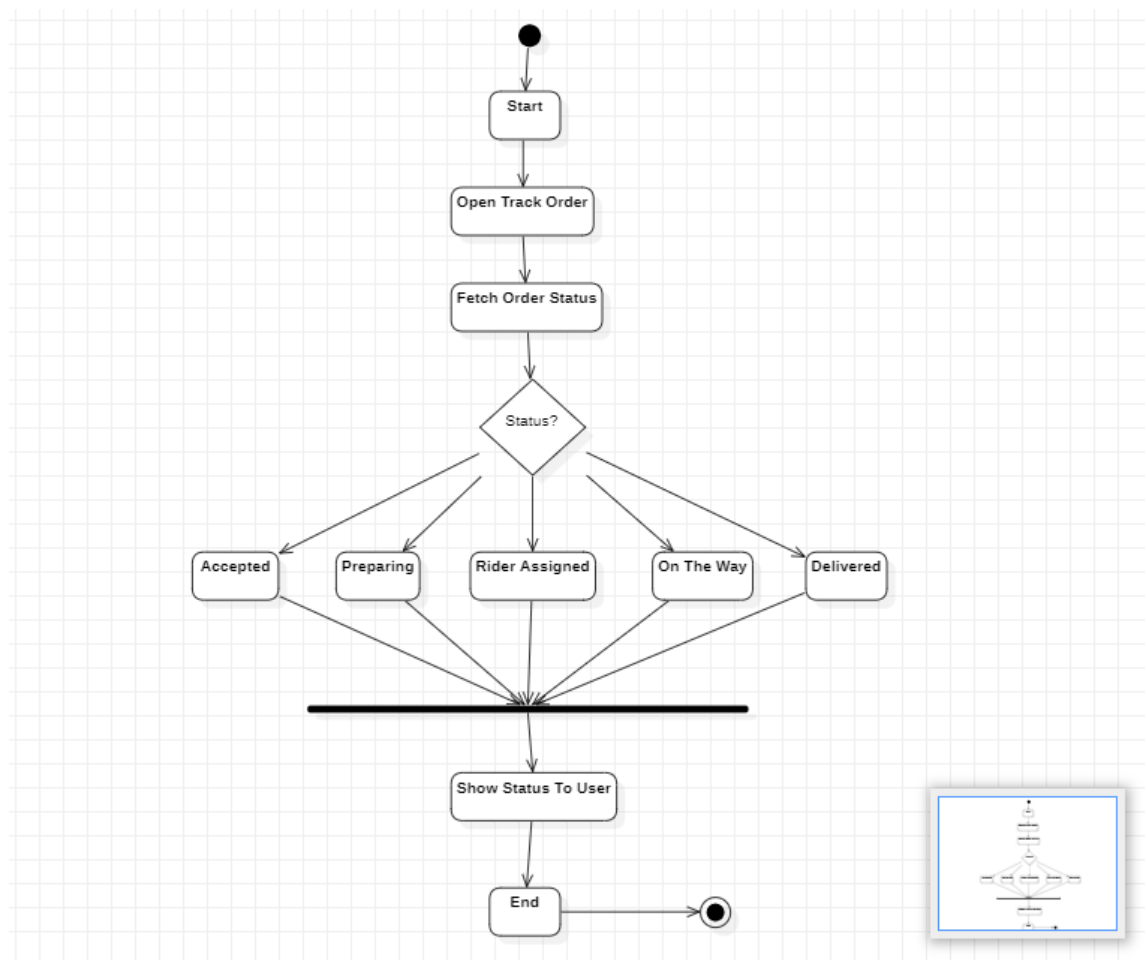 Start
Open Track Order
Fetch Order Status
Status?
Accepted
Preparing
Rider Assigned
On The Way
Delivered
Show Status To User
End